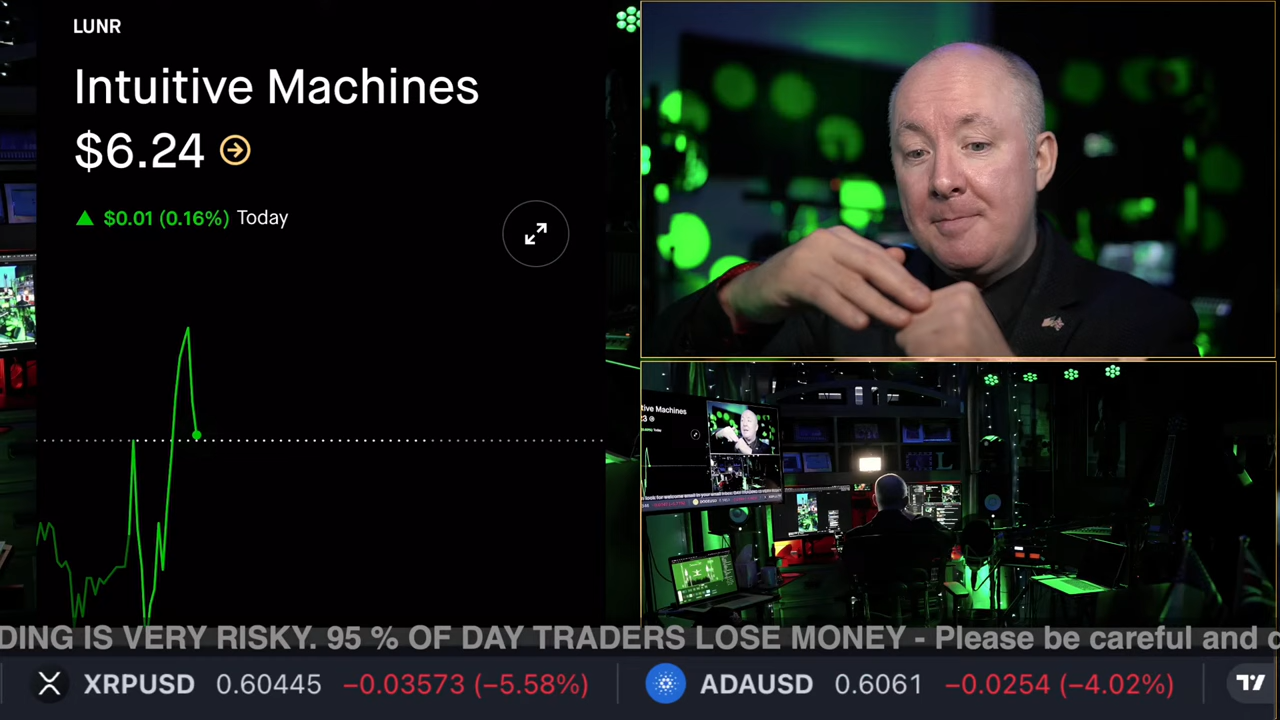 LUNR
Intuitive Machines
$6.24
$0.01 (0.16%) Today
tive Machines
DING IS VERY RISKY. 95 % OF DAY TRADERS LOSE MONEY - Please be careful and
XRPUSD 0.60445 −0.03573 (−5.58%)
ADAUSD 0.6061 −0.0254 (−4.02%)